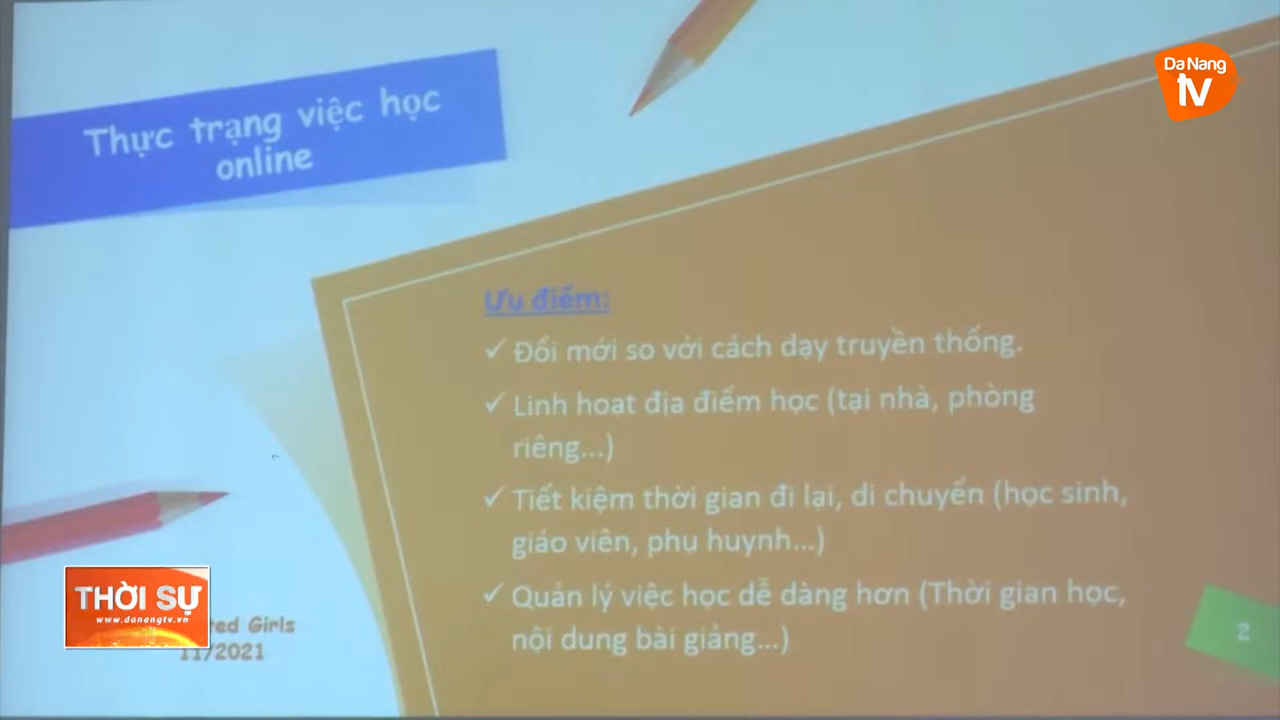 Da Nang
tv
Thực trạng việc học
online
Ưu điểm:
✓ Đổi mới so với cách dạy truyền thống.
✓ Linh hoạt địa điểm học (tại nhà, phòng
riêng...)
✓ Tiết kiệm thời gian đi lại, di chuyển (học sinh,
giáo viên, phụ huynh...)
✓ Quản lý việc học dễ dàng hơn (Thời gian học,
nội dung bài giảng...)
2
THỜI SỰ
www.danangtv.vn
Girls
11/2021